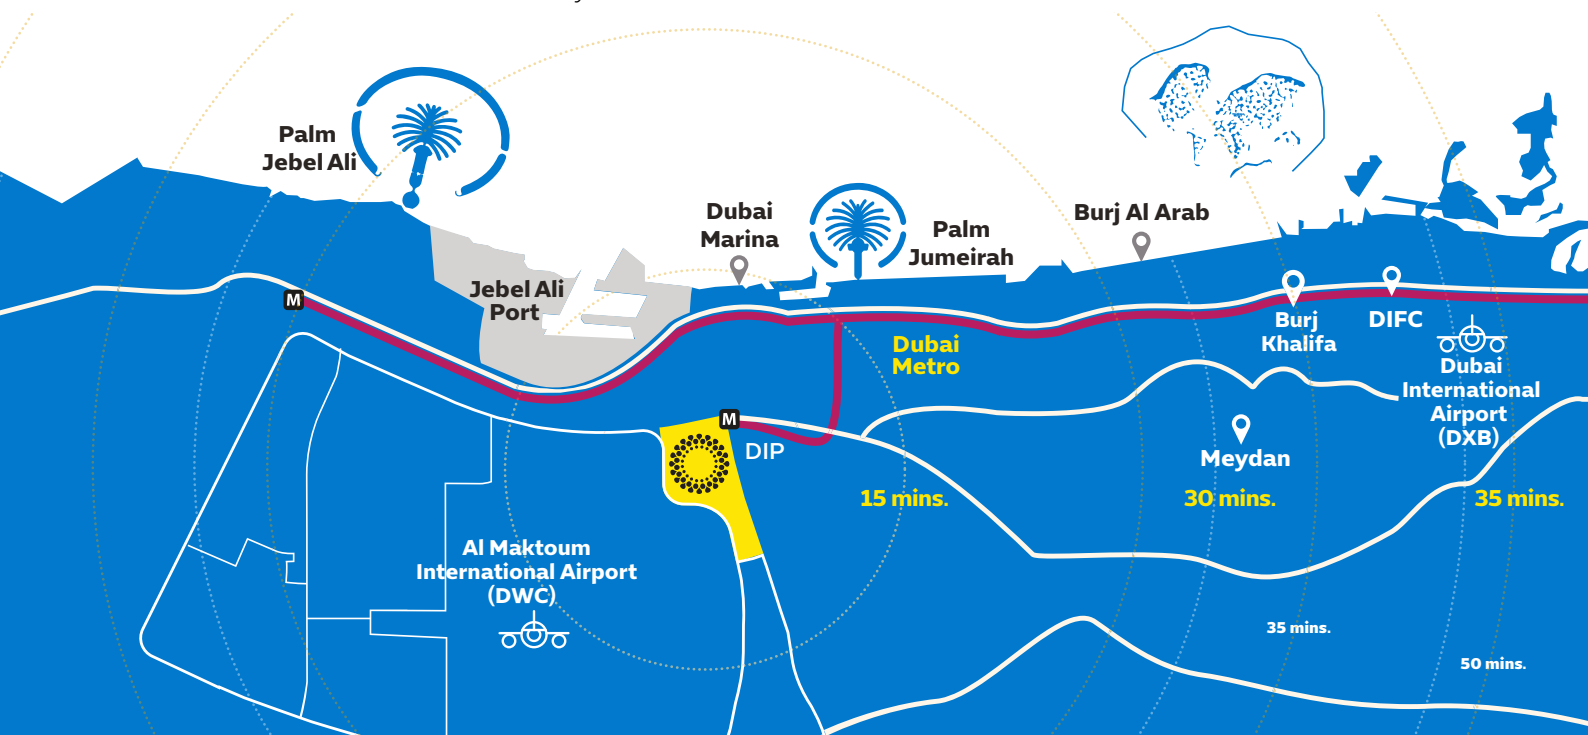 Palm
Jebel Ali
Dubai
Marina
Palm
Jumeirah
Burj Al Arab
Jebel Ali
Port
M
Dubai
Metro
Burj
Khalifa
DIFC
Dubai
International
Airport
(DXB)
M
DIP
Meydan
15 mins.
30 mins.
35 mins.
Al Maktoum
International Airport
(DWC)
35 mins.
50 mins.